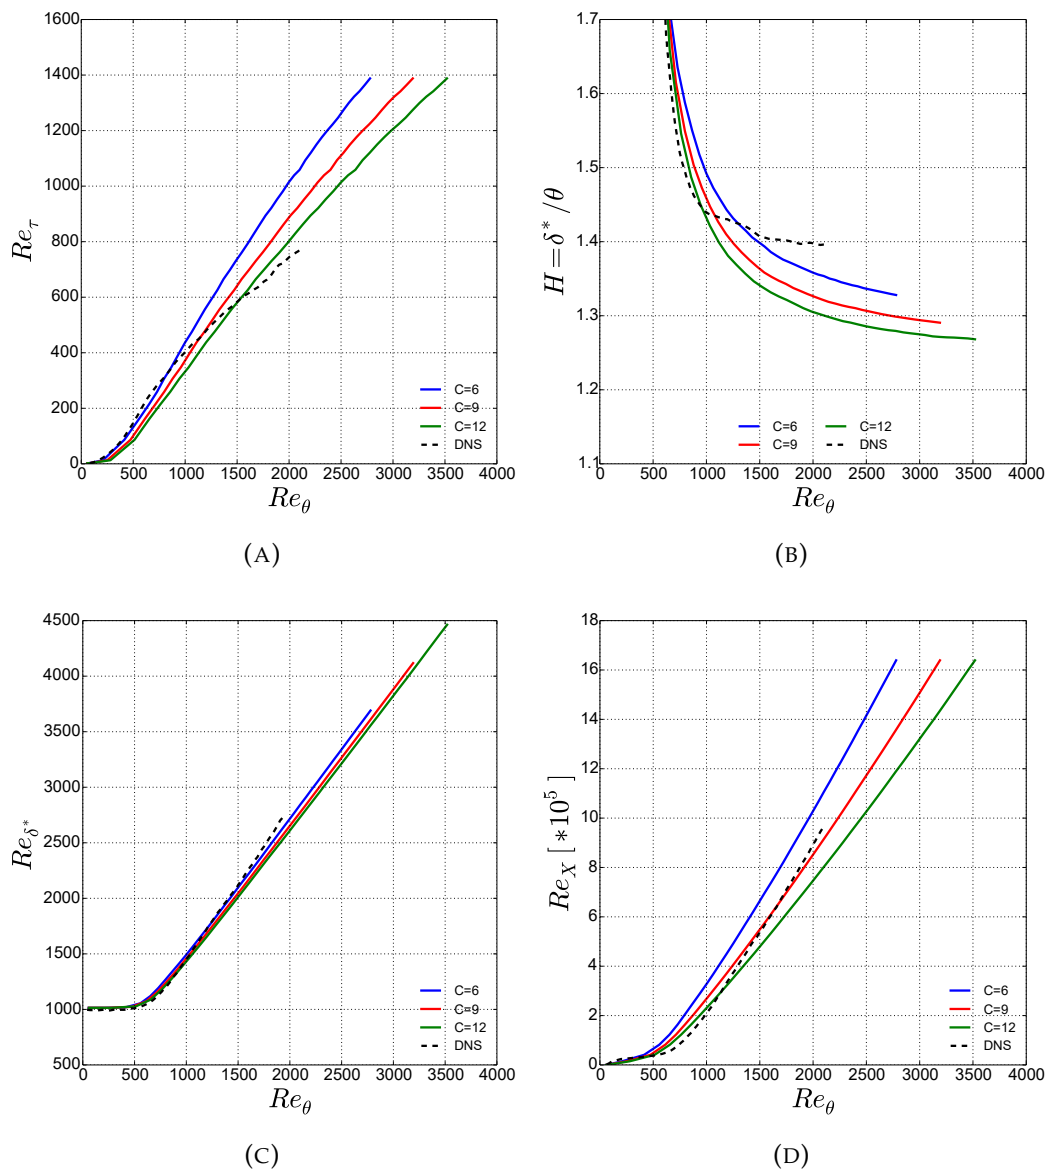 1600
1400
1200
1000
800
600
400
200
0
0 500 1000 1500 2000 2500 3000 3500 4000
Re_τ
Re_θ
C=6
C=9
C=12
DNS
(A)
1.7
1.6
1.5
1.4
1.3
1.2
1.1
0 500 1000 1500 2000 2500 3000 3500 4000
H=δ*/θ
Re_θ
C=6
C=9
C=12
DNS
(B)
4500
4000
3500
3000
2500
2000
1500
1000
500
0 500 1000 1500 2000 2500 3000 3500 4000
Re_δ*
Re_θ
C=6
C=9
C=12
DNS
(C)
18
16
14
12
10
8
6
4
2
0
0 500 1000 1500 2000 2500 3000 3500 4000
Re_X [*10^5]
Re_θ
C=6
C=9
C=12
DNS
(D)